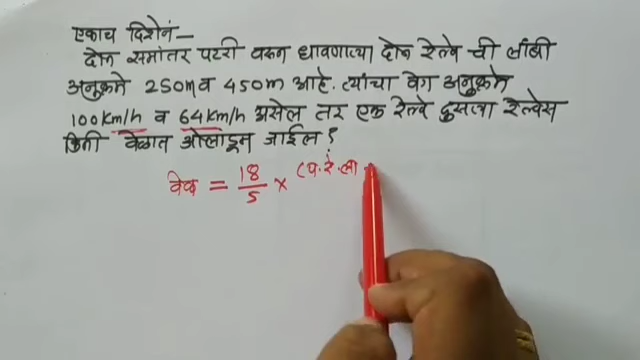 एकाच दिशेनं -
दोन समांतर पटरी वरुन धावणाऱ्या दोन रेल्वे ची लांबी
अनुक्रमे 250m व 450m आहे. त्यांचा वेग अनुक्रमे
100km/h व 64km/h असेल तर एक रेल्वे दुसऱ्या रेल्वेस
किती वेळात ओलांडून जाईल?
वेळ = 18/5 × (प.रे.लां